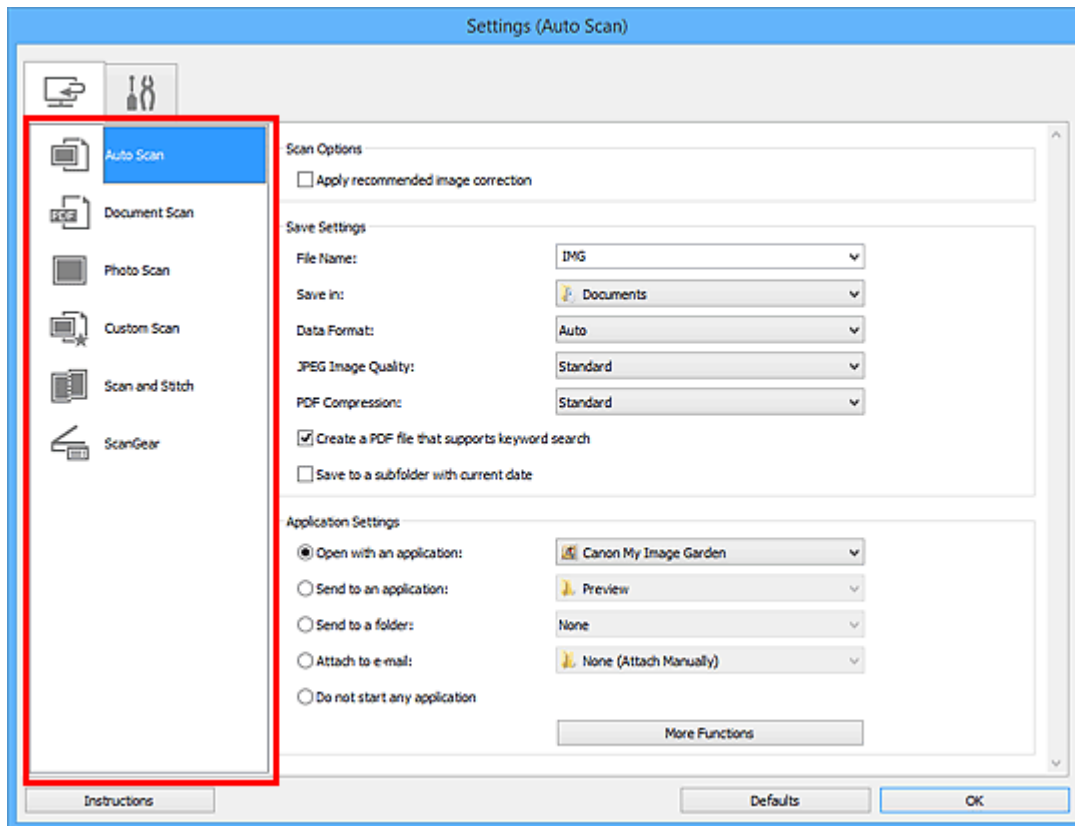 Settings (Auto Scan)
Auto Scan
PDF
Document Scan
Photo Scan
Custom Scan
Scan and Stitch
ScanGear
Scan Options
Apply recommended image correction
Save Settings
File Name: IMG
Save in: Documents
Data Format: Auto
JPEG Image Quality: Standard
PDF Compression: Standard
Create a PDF file that supports keyword search
Save to a subfolder with current date
Application Settings
Open with an application: Canon My Image Garden
Send to an application: Preview
Send to a folder: None
Attach to e-mail: None (Attach Manually)
Do not start any application
More Functions
Instructions Defaults OK